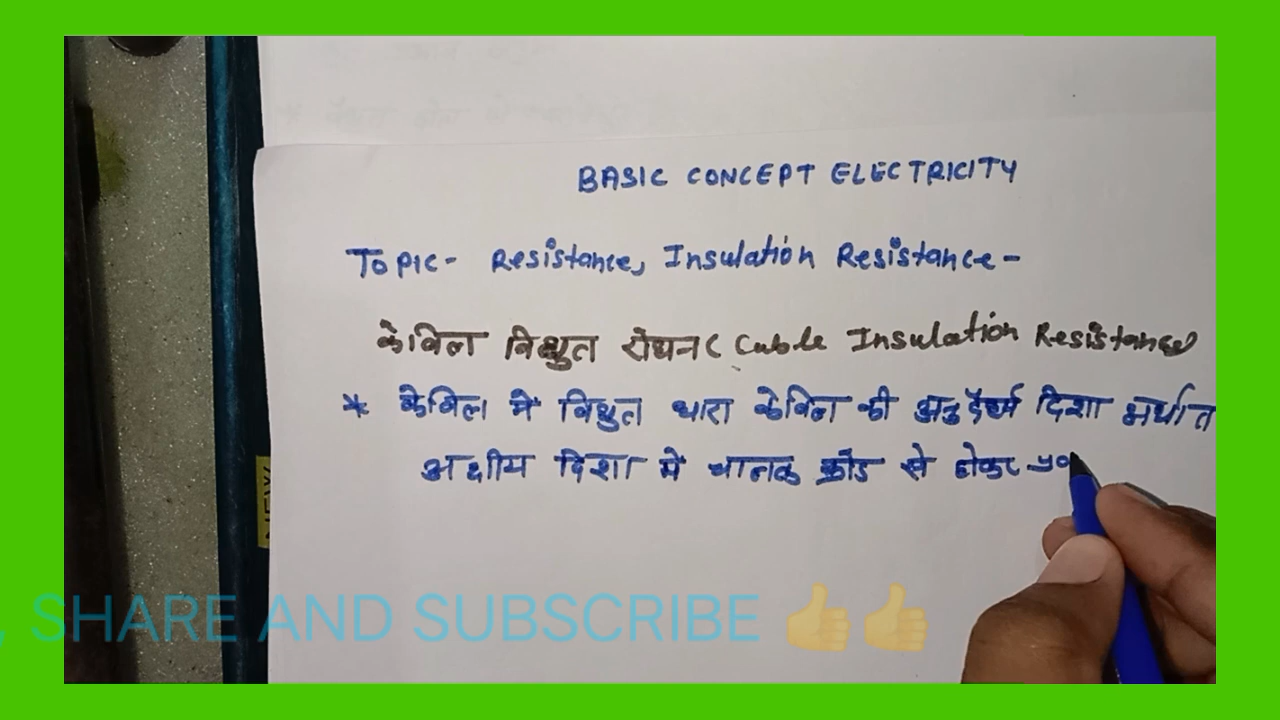 BASIC CONCEPT ELECTRICITY
Topic- Resistance, Insulation Resistance-
केबिल विद्युत रोधन ( Cable Insulation Resistance)
* केबिल में विद्युत धारा केबिल की अनुदैर्ध्य दिशा अर्थात
अक्षीय दिशा में चालक क्रोड से होकर
NEW
, SHARE AND SUBSCRIBE 👍👍